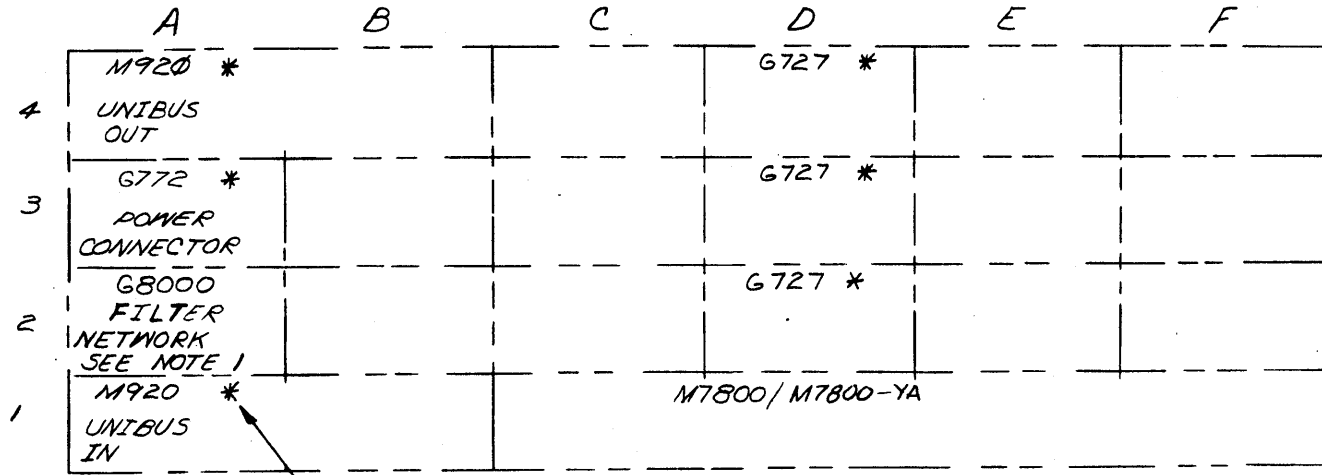 A B C D E F
4
M92Ø * G727 *
UNIBUS
OUT
3
G772 * G727 *
POWER
CONNECTOR
2
G8000 G727 *
FILTER
NETWORK
SEE NOTE 1
1
M920 * M7800/M7800-YA
UNIBUS
IN